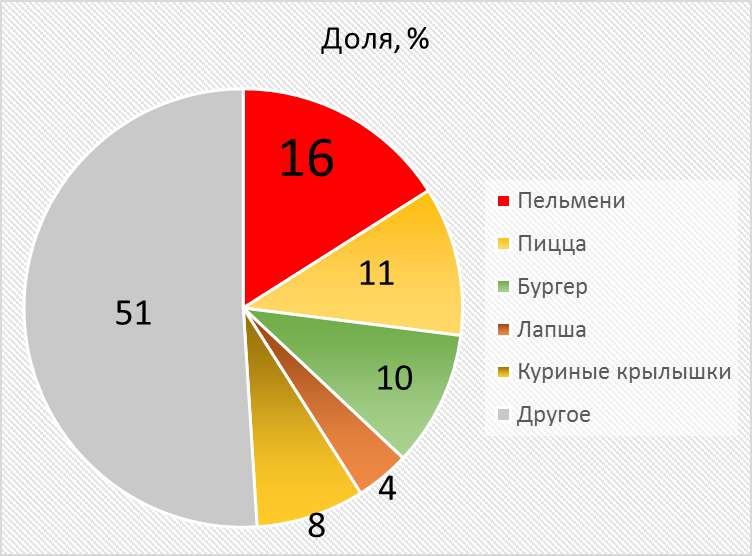 Доля, %
16
11
10
4
8
51
Пельмени
Пицца
Бургер
Лапша
Куриные крылышки
Другое